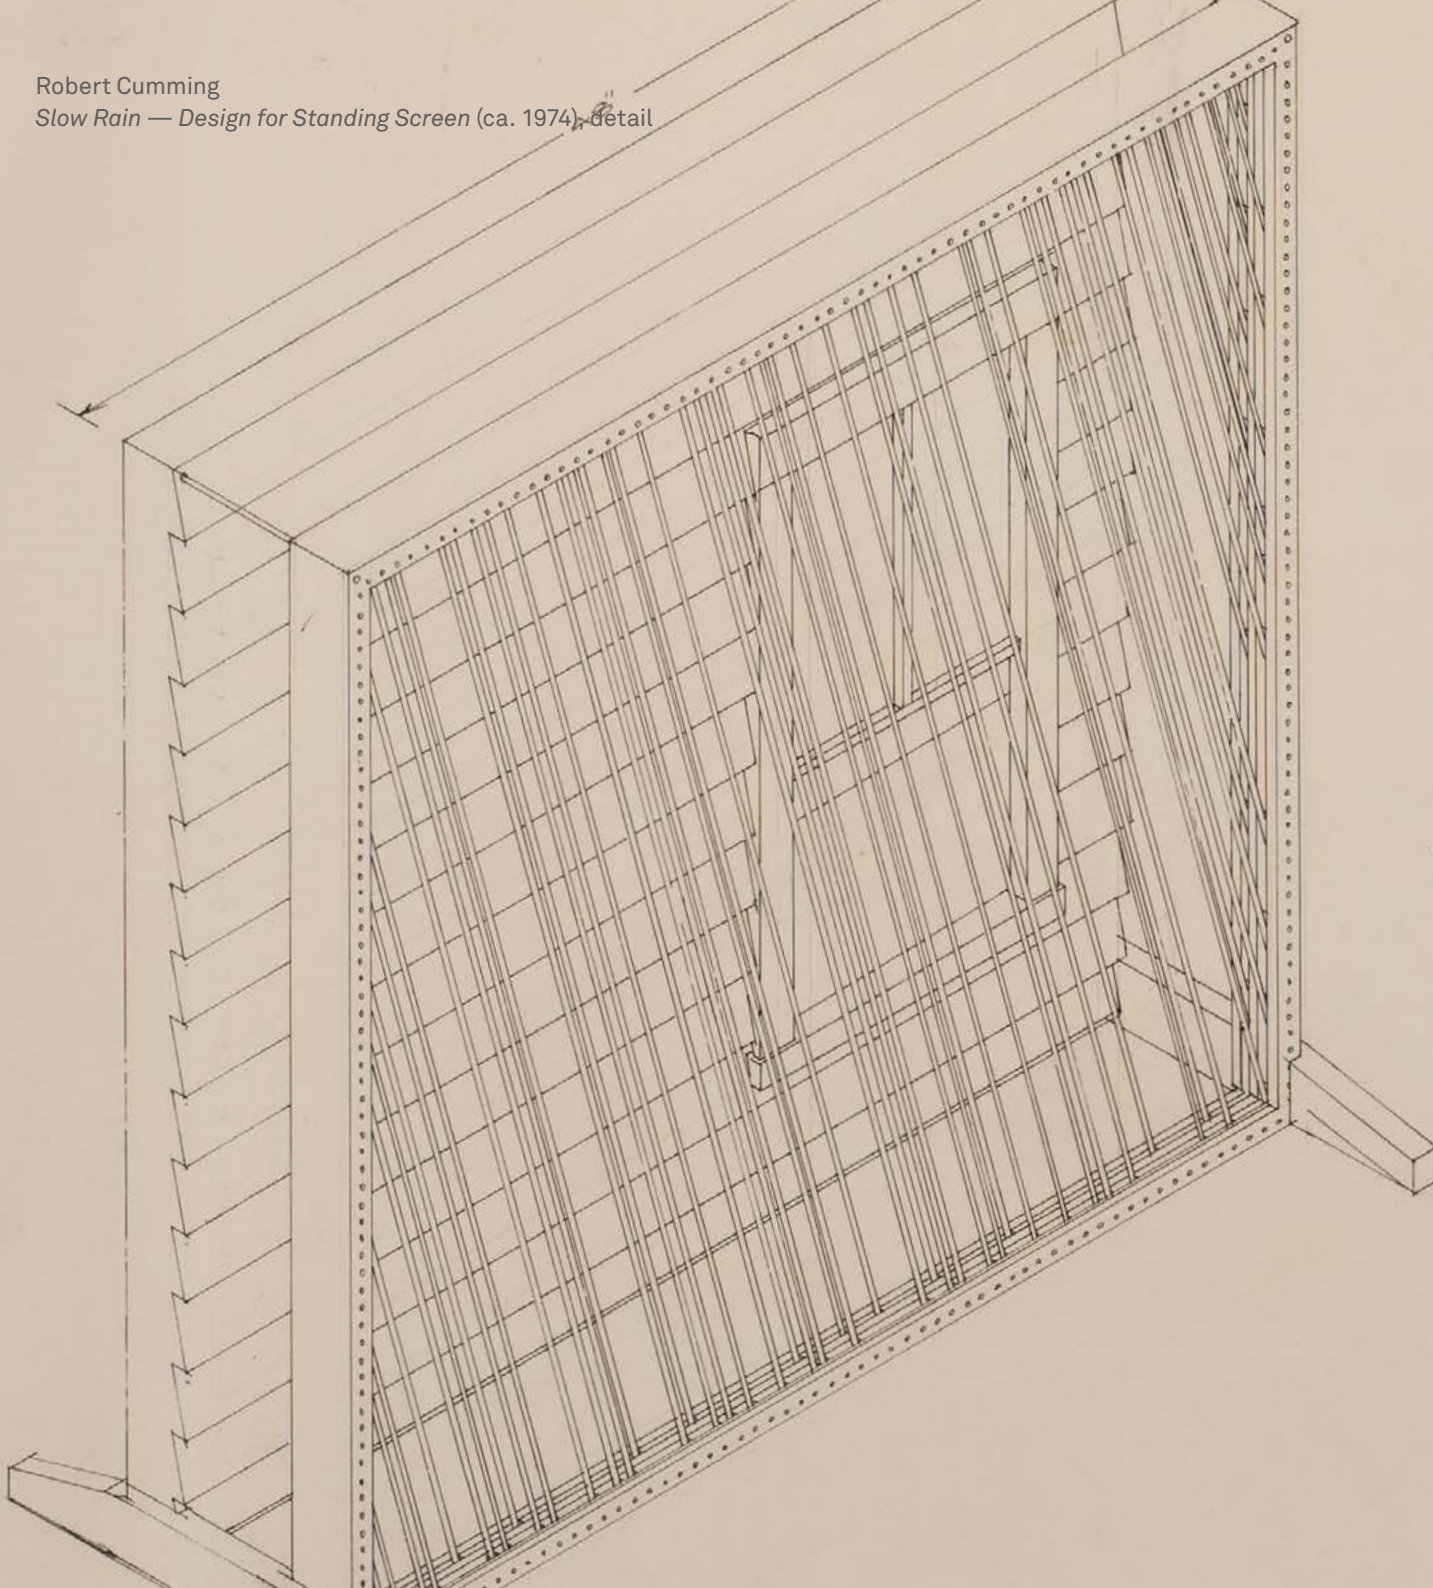 Robert Cumming
Slow Rain — Design for Standing Screen (ca. 1974), detail